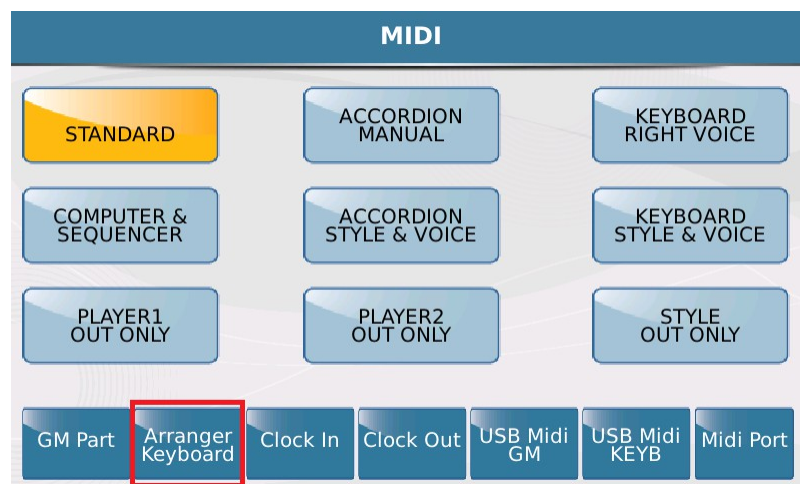 MIDI
STANDARD
ACCORDION
MANUAL
KEYBOARD
RIGHT VOICE
COMPUTER &
SEQUENCER
ACCORDION
STYLE & VOICE
KEYBOARD
STYLE & VOICE
PLAYER1
OUT ONLY
PLAYER2
OUT ONLY
STYLE
OUT ONLY
GM Part
Arranger
Keyboard
Clock In
Clock Out
USB Midi
GM
USB Midi
KEYB
Midi Port